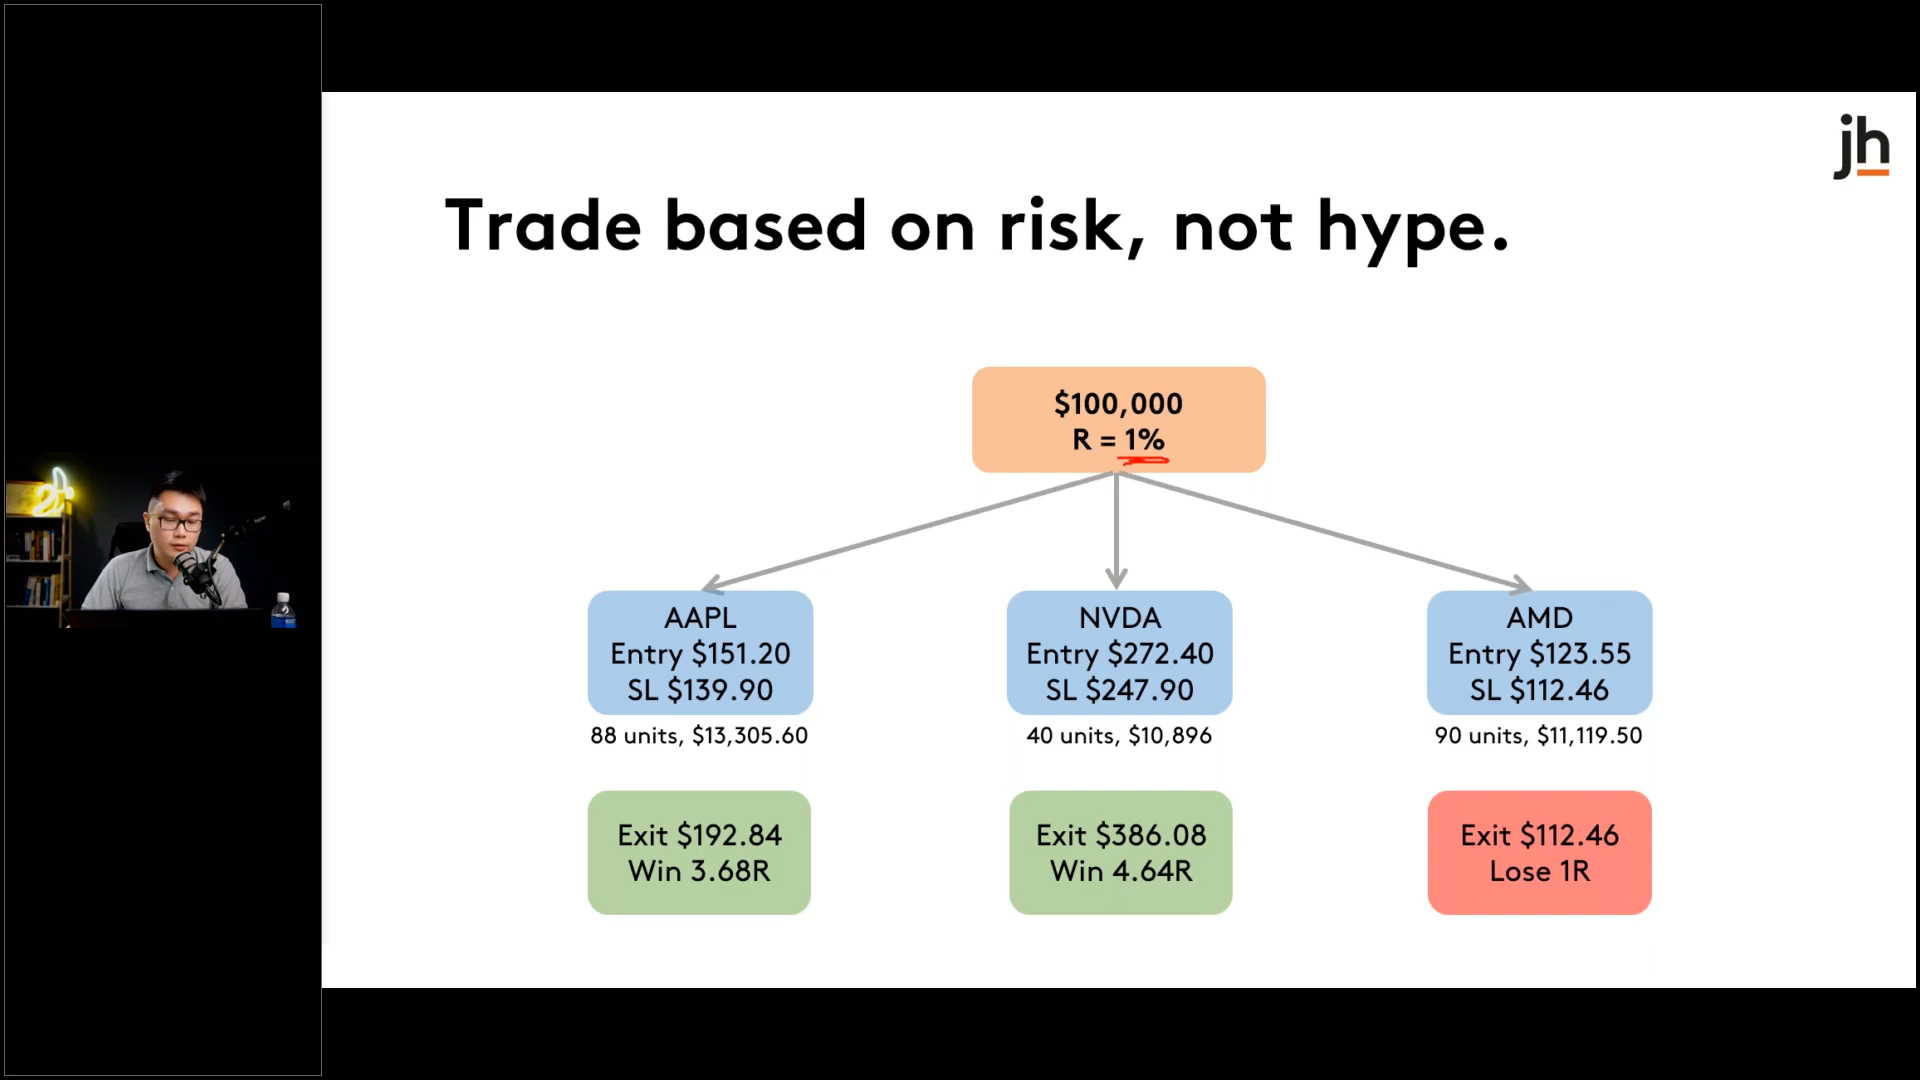 jh
Trade based on risk, not hype.
$100,000
R = 1%
AAPL
Entry $151.20
SL $139.90
88 units, $13,305.60
Exit $192.84
Win 3.68R
NVDA
Entry $272.40
SL $247.90
40 units, $10,896
Exit $386.08
Win 4.64R
AMD
Entry $123.55
SL $112.46
90 units, $11,119.50
Exit $112.46
Lose 1R